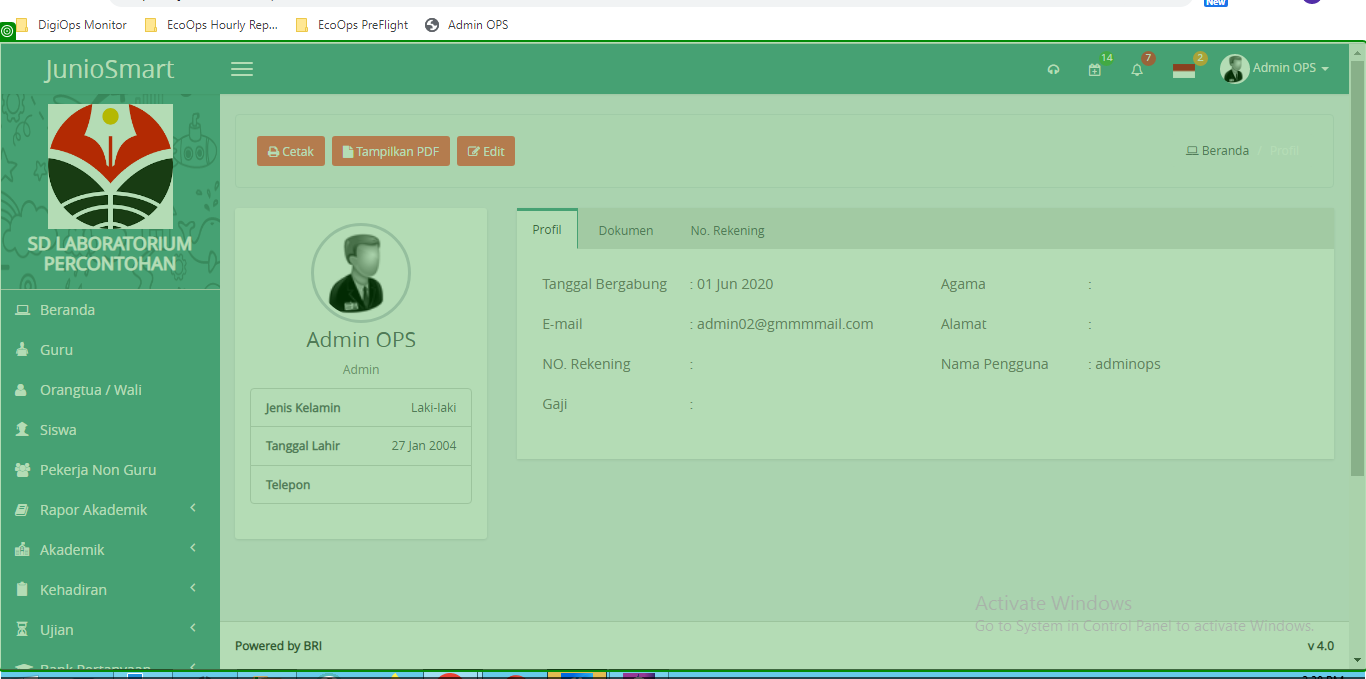 New
DigiOps Monitor EcoOps Hourly Rep... EcoOps PreFlight Admin OPS
JunioSmart 14 7 2 Admin OPS
SD LABORATORIUM
PERCONTOHAN
Beranda
Guru
Orangtua / Wali
Siswa
Pekerja Non Guru
Rapor Akademik
Akademik
Kehadiran
Ujian
Bank Pertanyaan
Cetak Tampilkan PDF Edit Beranda Profil
Admin OPS
Admin
Jenis Kelamin Laki-laki
Tanggal Lahir 27 Jan 2004
Telepon
Profil Dokumen No. Rekening
Tanggal Bergabung : 01 Jun 2020 Agama :
E-mail : admin02@gmmmmail.com Alamat :
NO. Rekening : Nama Pengguna : adminops
Gaji :
Activate Windows
Go to System in Control Panel to activate Windows.
Powered by BRI v 4.0